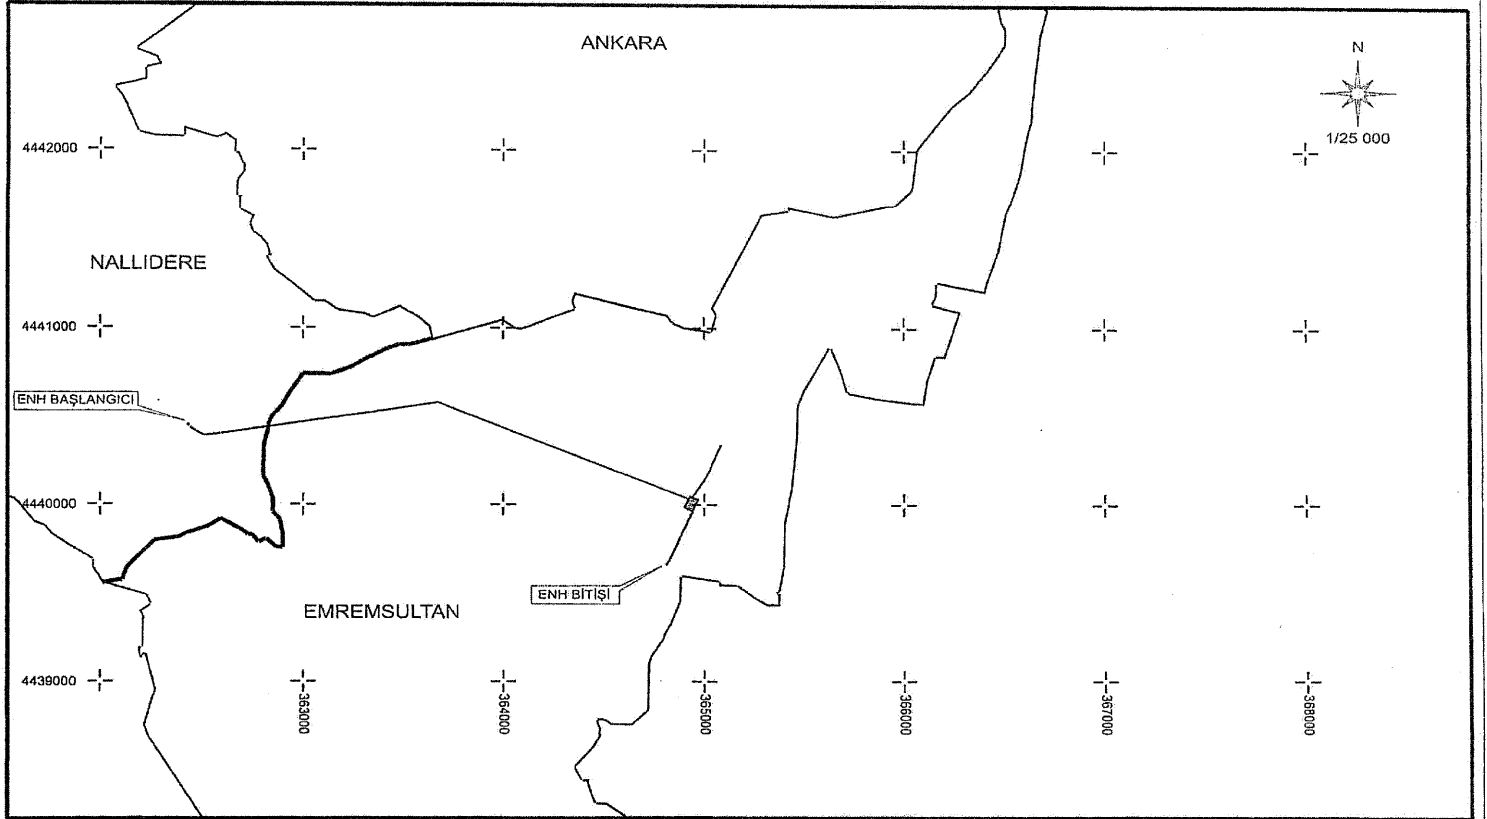 ANKARA
N
1/25 000
4442000
NALLIDERE
4441000
ENH BAŞLANGICI
4440000
ENH BİTİŞİ
EMREMSULTAN
4439000
363000
364000
365000
366000
367000
368000